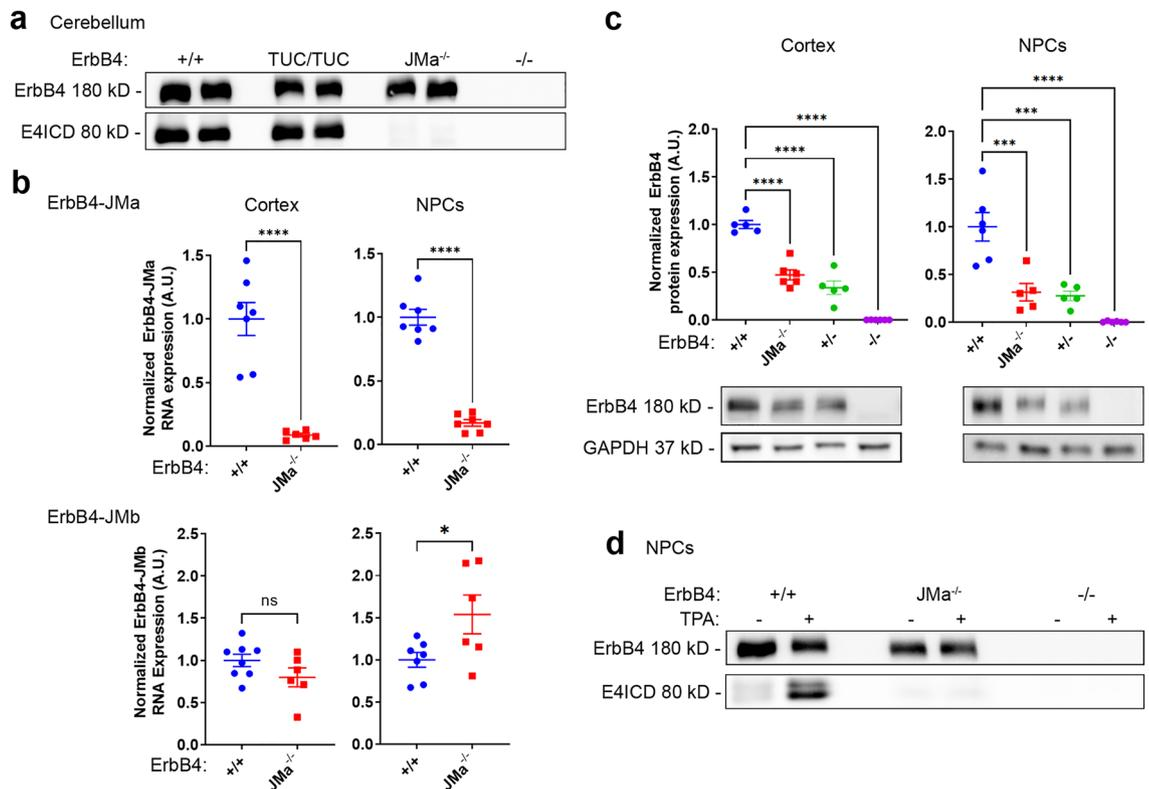 a Cerebellum
ErbB4: +/+ TUC/TUC JMa-/- -/-
ErbB4 180 kD -
E4ICD 80 kD -
b
ErbB4-JMa
Cortex NPCs
Normalized ErbB4-JMa
RNA expression (A.U.)
**** ****
1.5 1.5
1.0 1.0
0.5 0.5
0.0 0.0
ErbB4: +/+ JMa-/- +/+ JMa-/-
ErbB4-JMb
Normalized ErbB4-JMb
RNA Expression (A.U.)
2.5 2.5
ns *
2.0 2.0
1.5 1.5
1.0 1.0
0.5 0.5
0.0 0.0
ErbB4: +/+ JMa-/- +/+ JMa-/-
c
Cortex NPCs
Normalized ErbB4
protein expression (A.U.)
**** ****
**** ***
**** ***
2.0 2.0
1.5 1.5
1.0 1.0
0.5 0.5
0.0 0.0
ErbB4: +/+ JMa-/- +/- -/- +/+ JMa-/- +/- -/-
ErbB4 180 kD -
GAPDH 37 kD -
d NPCs
ErbB4: +/+ JMa-/- -/-
TPA: - + - + - +
ErbB4 180 kD -
E4ICD 80 kD -